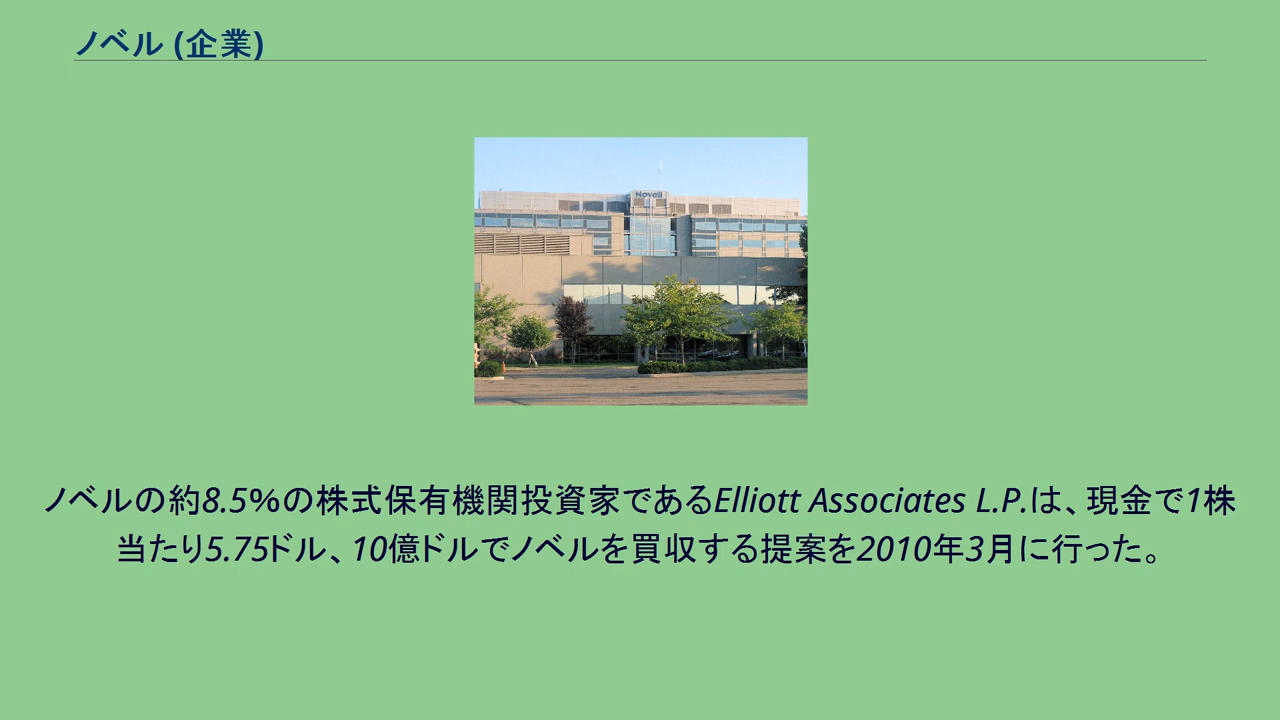 ノベル (企業)
Novell
ノベルの約8.5%の株式保有機関投資家であるElliott Associates L.P.は、現金で1株
当たり5.75ドル、10億ドルでノベルを買収する提案を2010年3月に行った。